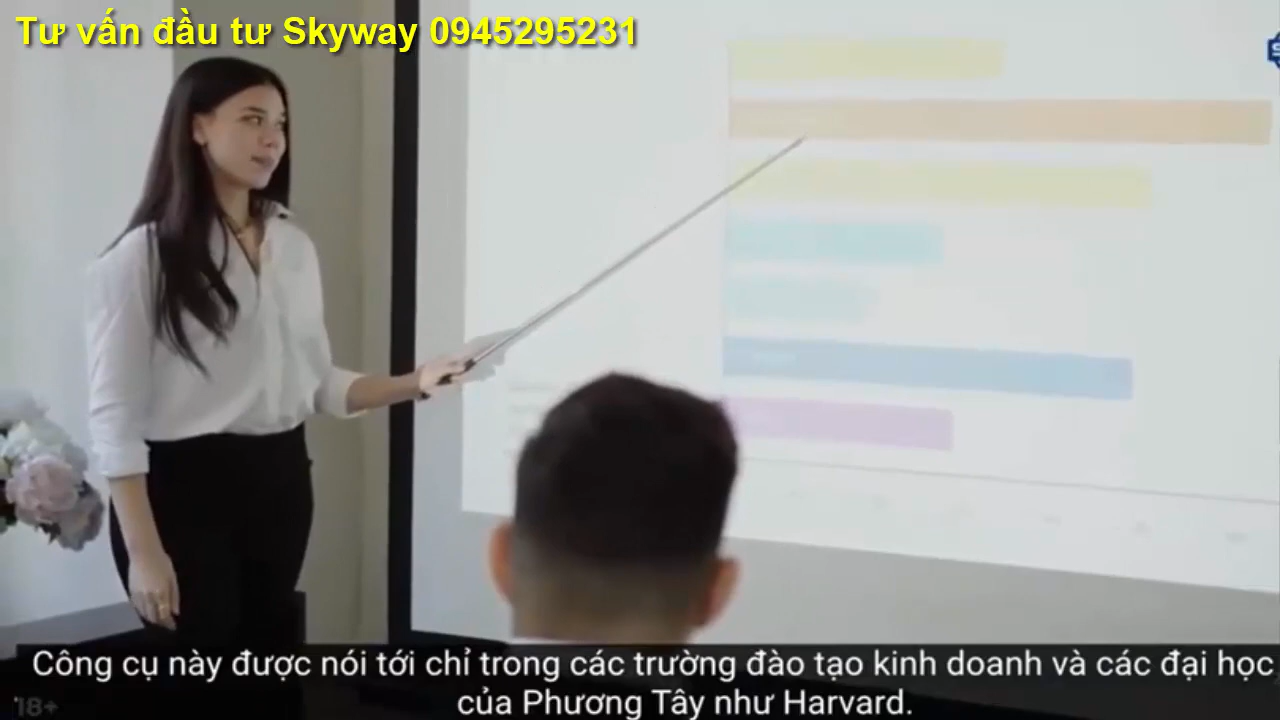 Tư vấn đầu tư Skyway 0945295231
Công cụ này được nói tới chỉ trong các trường đào tạo kinh doanh và các đại học
của Phương Tây như Harvard.
18+